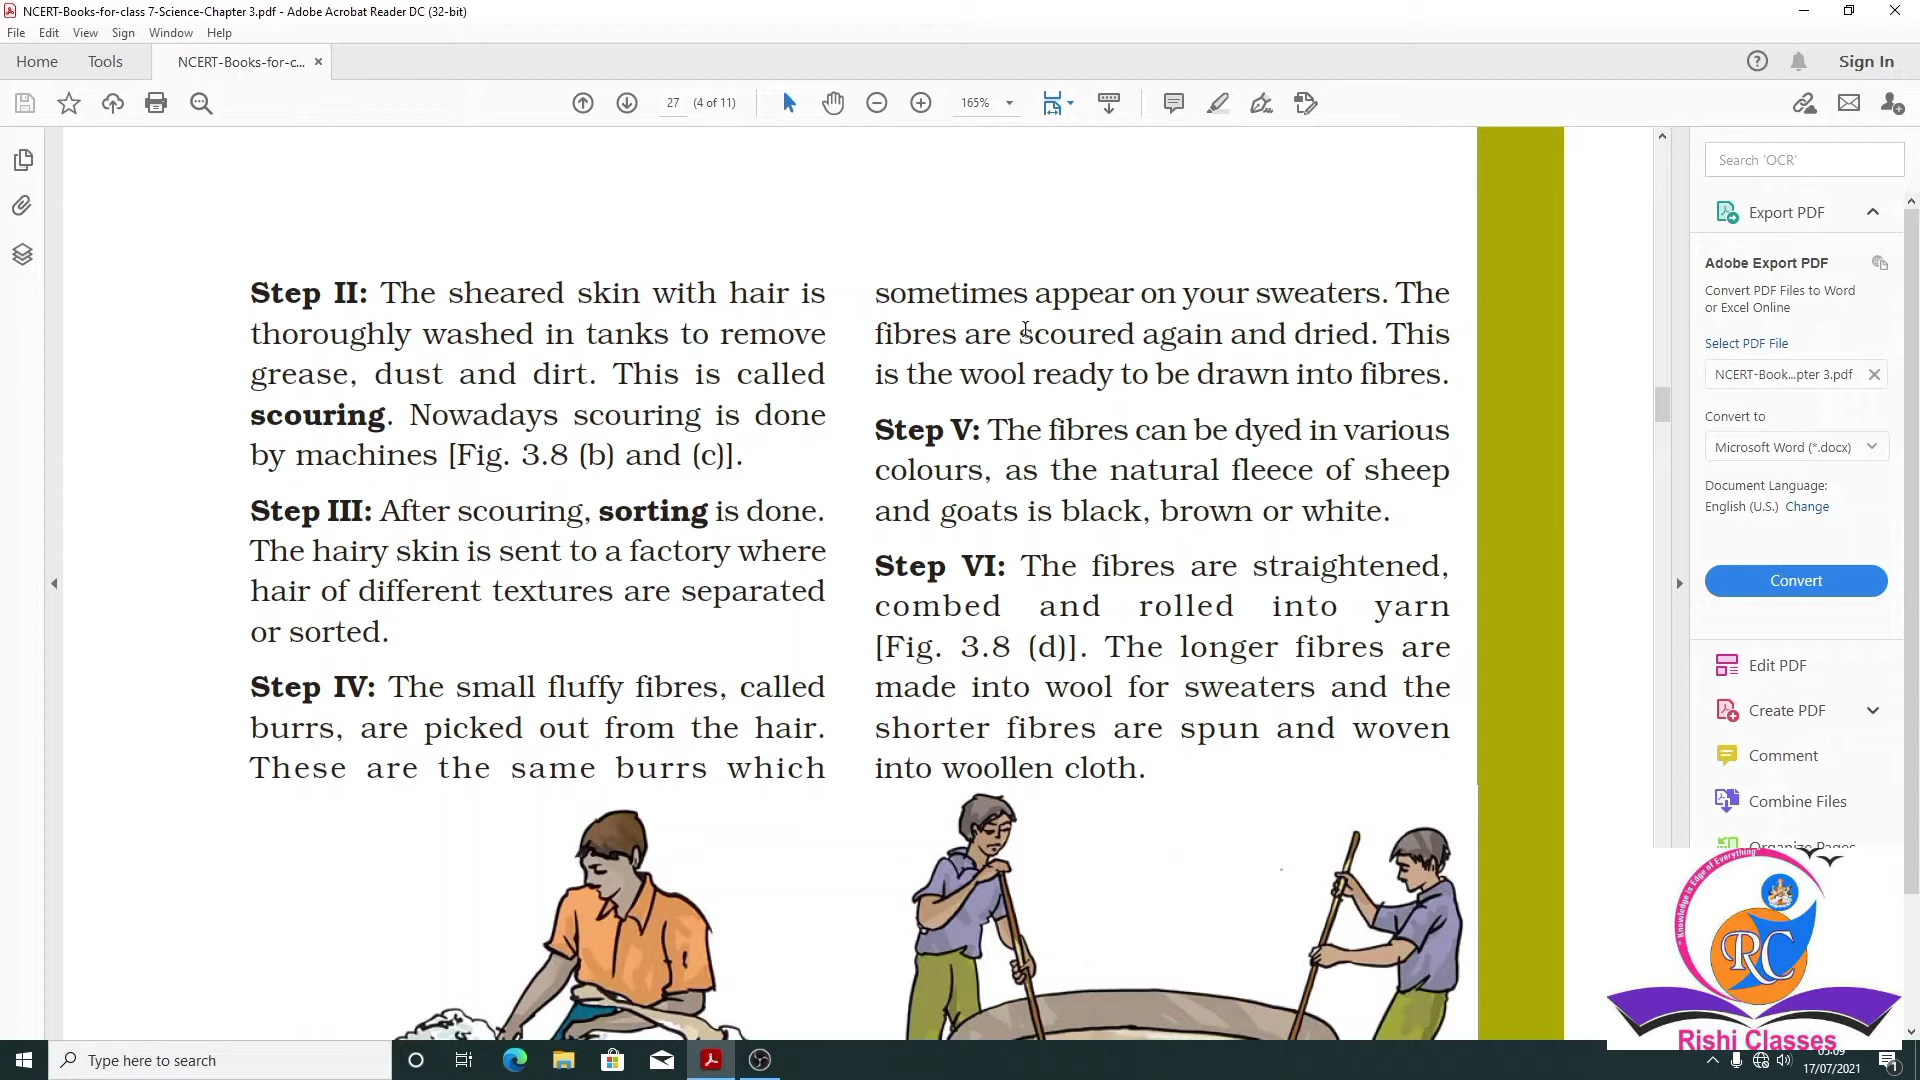 NCERT-Books-for-class 7-Science-Chapter 3.pdf - Adobe Acrobat Reader DC (32-bit)
File Edit View Sign Window Help
Home Tools NCERT-Books-for-c... ×
Sign In
27 (4 of 11)
165%
Step II: The sheared skin with hair is
thoroughly washed in tanks to remove
grease, dust and dirt. This is called
scouring. Nowadays scouring is done
by machines [Fig. 3.8 (b) and (c)].
Step III: After scouring, sorting is done.
The hairy skin is sent to a factory where
hair of different textures are separated
or sorted.
Step IV: The small fluffy fibres, called
burrs, are picked out from the hair.
These are the same burrs which
sometimes appear on your sweaters. The
fibres are scoured again and dried. This
is the wool ready to be drawn into fibres.
Step V: The fibres can be dyed in various
colours, as the natural fleece of sheep
and goats is black, brown or white.
Step VI: The fibres are straightened,
combed and rolled into yarn
[Fig. 3.8 (d)]. The longer fibres are
made into wool for sweaters and the
shorter fibres are spun and woven
into woollen cloth.
Search 'OCR'
Export PDF
Adobe Export PDF
Convert PDF Files to Word
or Excel Online
Select PDF File
NCERT-Book...pter 3.pdf
Convert to
Microsoft Word (*.docx)
Document Language:
English (U.S.) Change
Convert
Edit PDF
Create PDF
Comment
Combine Files
Organize Pages
" Knowledge is Edge of Everything"
RC
Rishi Classes
Type here to search
05:09
17/07/2021
1